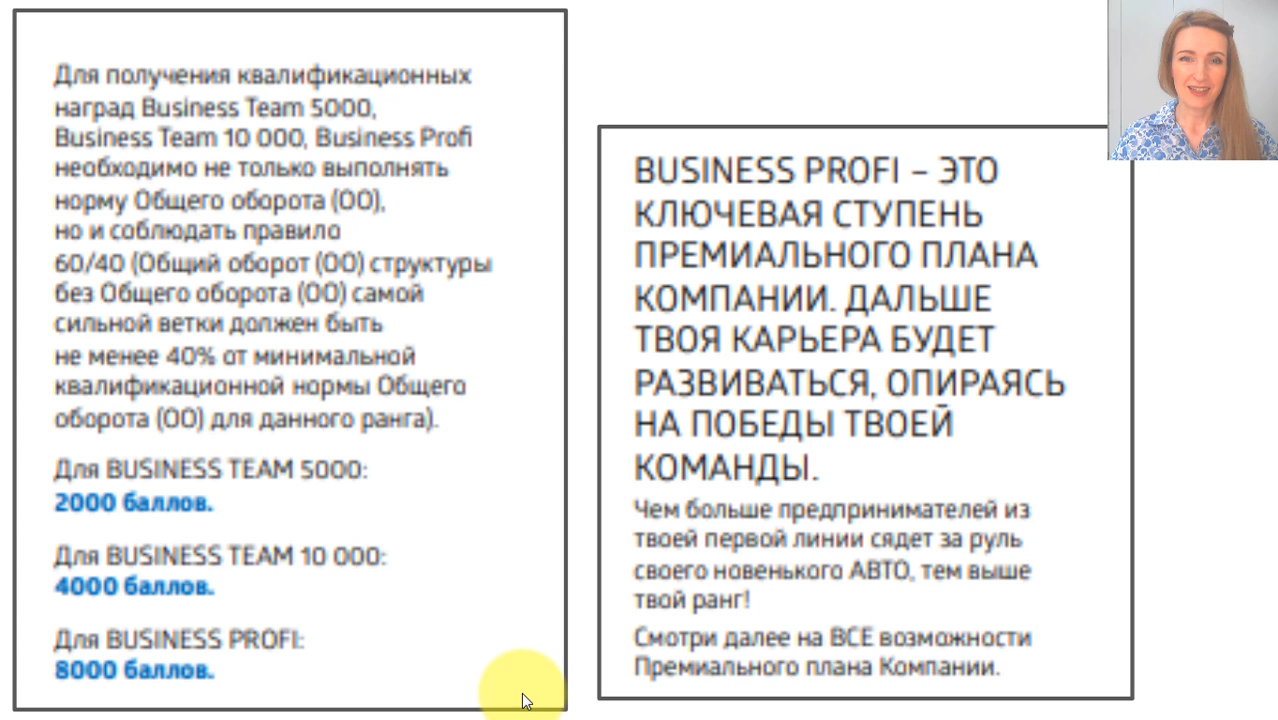 Для получения квалификационных
наград Business Team 5000,
Business Team 10 000, Business Profi
необходимо не только выполнять
норму Общего оборота (ОО),
но и соблюдать правило
60/40 (Общий оборот (ОО) структуры
без Общего оборота (ОО) самой
сильной ветки должен быть
не менее 40% от минимальной
квалификационной нормы Общего
оборота (ОО) для данного ранга).
Для BUSINESS TEAM 5000:
2000 баллов.
Для BUSINESS TEAM 10 000:
4000 баллов.
Для BUSINESS PROFI:
8000 баллов.
BUSINESS PROFI – ЭТО
КЛЮЧЕВАЯ СТУПЕНЬ
ПРЕМИАЛЬНОГО ПЛАНА
КОМПАНИИ. ДАЛЬШЕ
ТВОЯ КАРЬЕРА БУДЕТ
РАЗВИВАТЬСЯ, ОПИРАЯСЬ
НА ПОБЕДЫ ТВОЕЙ
КОМАНДЫ.
Чем больше предпринимателей из
твоей первой линии сядет за руль
своего новенького АВТО, тем выше
твой ранг!
Смотри далее на ВСЕ возможности
Премиального плана Компании.